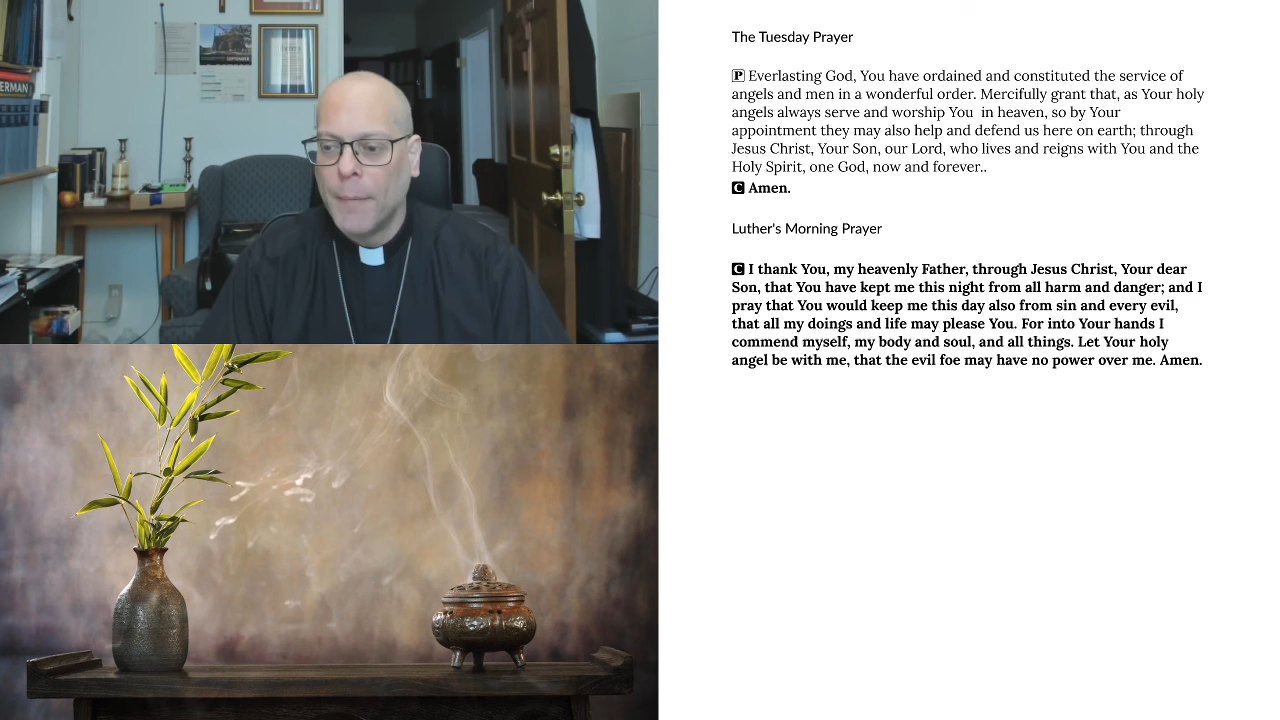 The Tuesday Prayer
P Everlasting God, You have ordained and constituted the service of
angels and men in a wonderful order. Mercifully grant that, as Your holy
angels always serve and worship You  in heaven, so by Your
appointment they may also help and defend us here on earth; through
Jesus Christ, Your Son, our Lord, who lives and reigns with You and the
Holy Spirit, one God, now and forever..
C Amen.
Luther's Morning Prayer
C I thank You, my heavenly Father, through Jesus Christ, Your dear
Son, that You have kept me this night from all harm and danger; and I
pray that You would keep me this day also from sin and every evil,
that all my doings and life may please You. For into Your hands I
commend myself, my body and soul, and all things. Let Your holy
angel be with me, that the evil foe may have no power over me. Amen.
SEPTEMBER